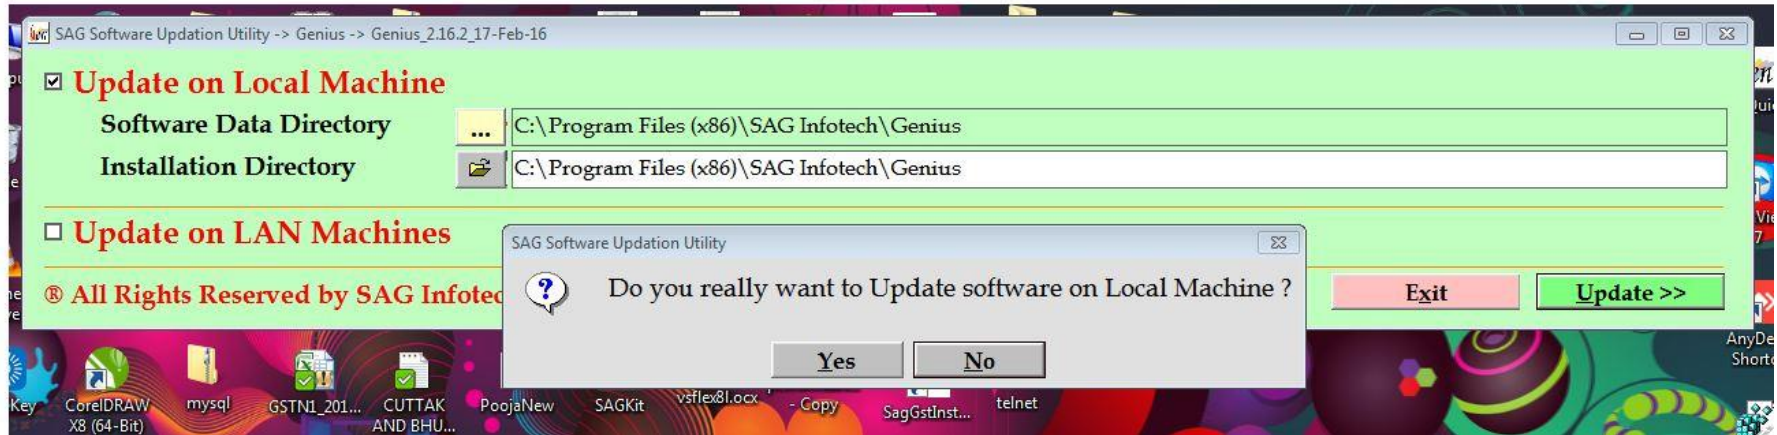 SAG Software Updation Utility -> Genius -> Genius_2.16.2_17-Feb-16
Update on Local Machine
Software Data Directory ... C:\Program Files (x86)\SAG Infotech\Genius
Installation Directory C:\Program Files (x86)\SAG Infotech\Genius
Update on LAN Machines
® All Rights Reserved by SAG Infotec
Exit Update >>
SAG Software Updation Utility
Do you really want to Update software on Local Machine ?
Yes No
Key
CorelDRAW
X8 (64-Bit)
mysql
GSTN1_201...
CUTTAK
AND BHU...
PoojaNew
SAGKit
vsflex8l.ocx
- Copy
SagGstInst...
telnet
AnyDe
Shortc
7